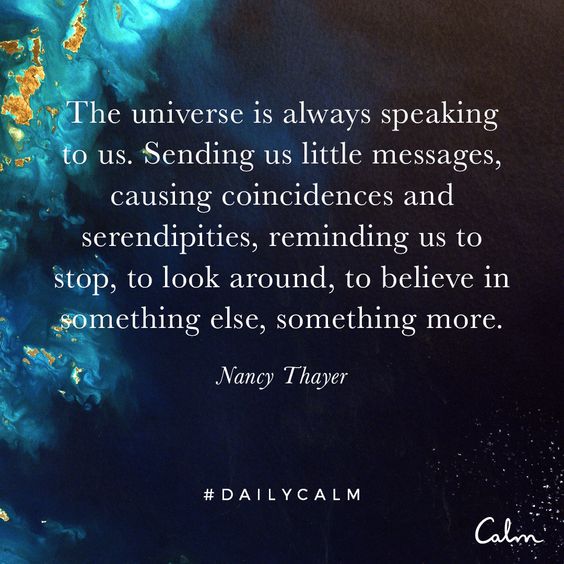 The universe is always speaking
to us. Sending us little messages,
causing coincidences and
serendipities, reminding us to
stop, to look around, to believe in
something else, something more.
Nancy Thayer
#DAILYCALM
Calm